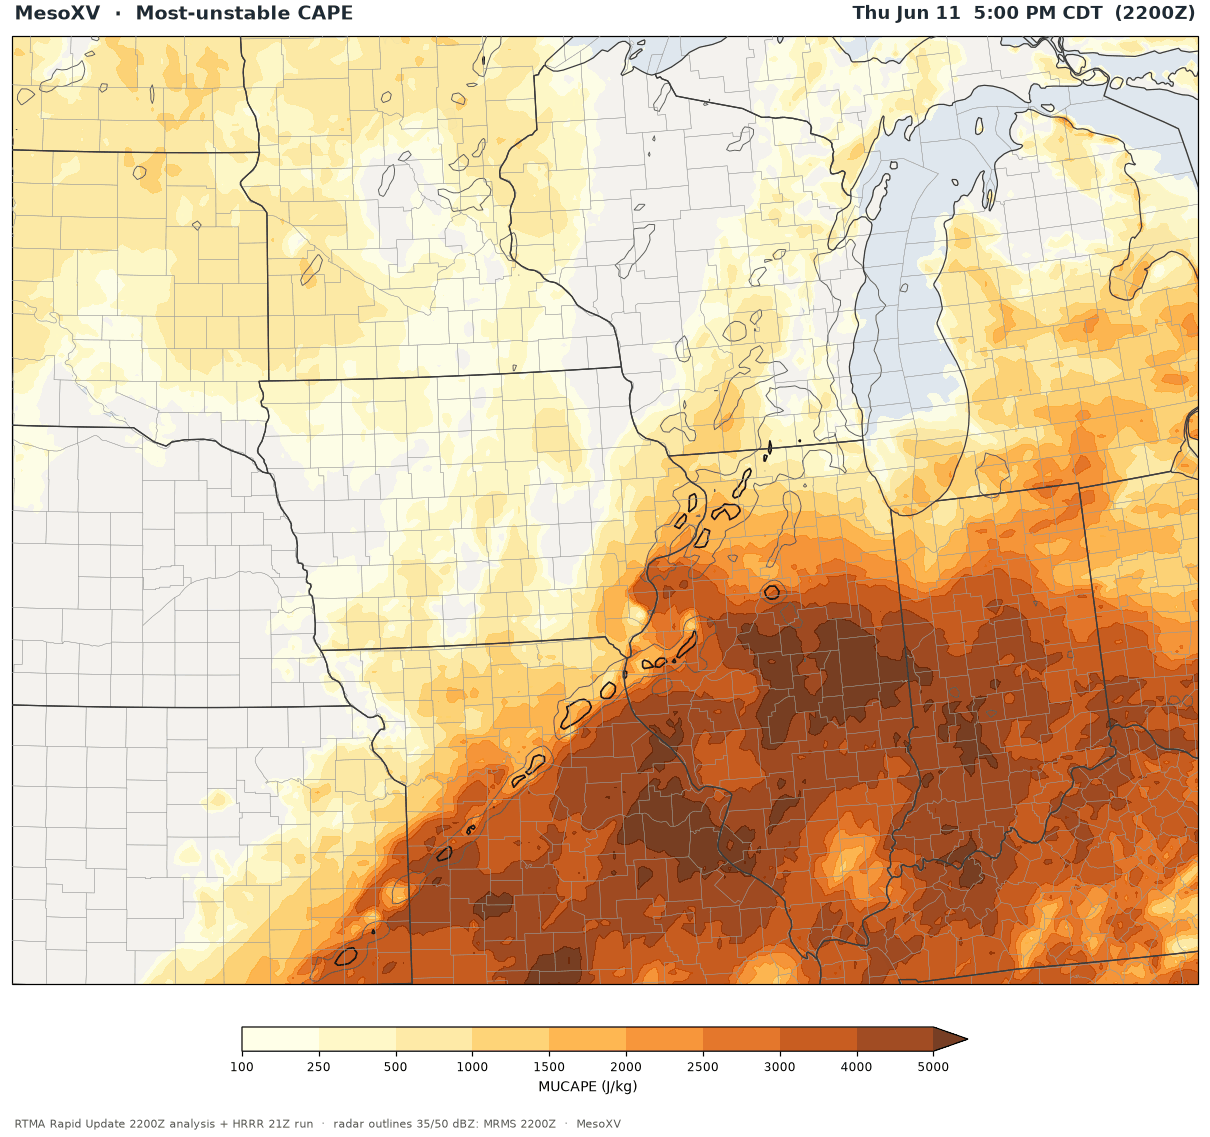 MesoXV · Most-unstable CAPE
Thu Jun 11 5:00 PM CDT (2200Z)
100 250 500 1000 1500 2000 2500 3000 4000 5000
MUCAPE (J/kg)
RTMA Rapid Update 2200Z analysis + HRRR 21Z run · radar outlines 35/50 dBZ: MRMS 2200Z · MesoXV